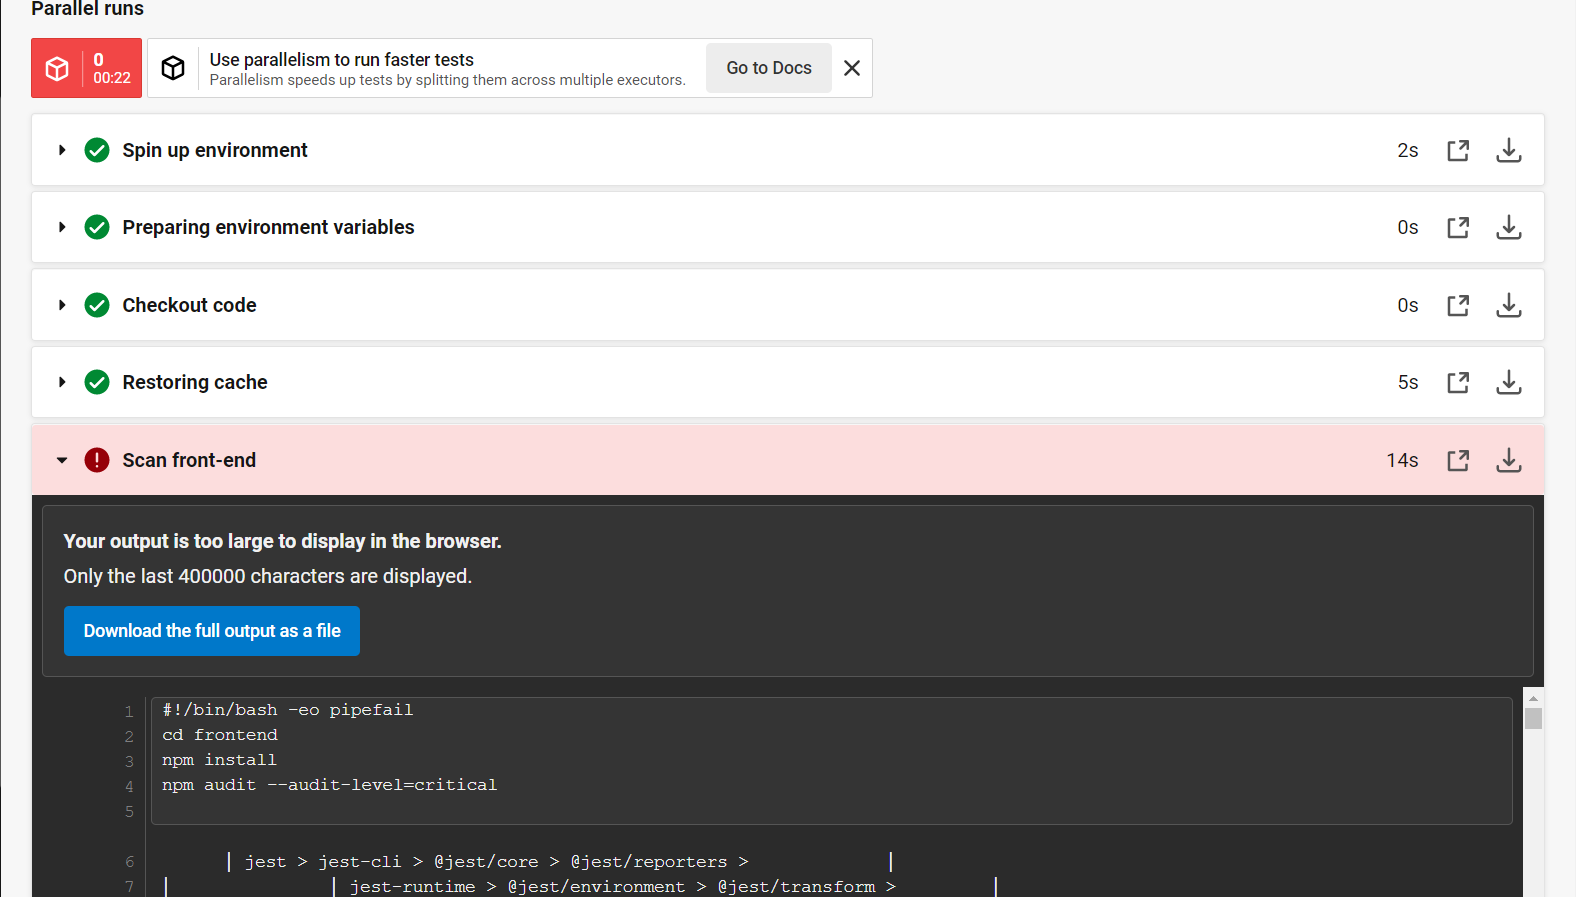 Parallel runs
0
00:22
Use parallelism to run faster tests
Parallelism speeds up tests by splitting them across multiple executors.
Go to Docs
Spin up environment
2s
Preparing environment variables
0s
Checkout code
0s
Restoring cache
5s
Scan front-end
14s
Your output is too large to display in the browser.
Only the last 400000 characters are displayed.
Download the full output as a file
1 #!/bin/bash -eo pipefail
2 cd frontend
3 npm install
4 npm audit --audit-level=critical
5
6 | jest > jest-cli > @jest/core > @jest/reporters > |
7 | | jest-runtime > @jest/environment > @jest/transform > |